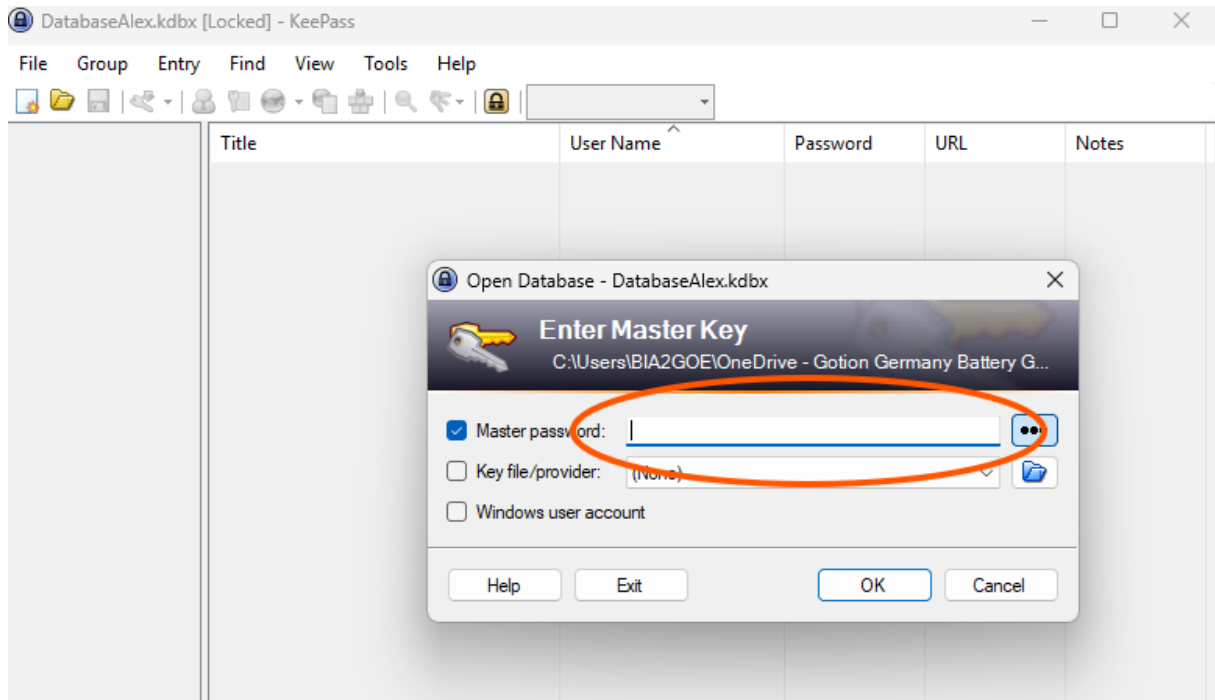 DatabaseAlex.kdbx [Locked] - KeePass
File Group Entry Find View Tools Help
Title User Name Password URL Notes
Open Database - DatabaseAlex.kdbx
Enter Master Key
C:\Users\BIA2GOE\OneDrive - Gotion Germany Battery G...
Master password:
Key file/provider: (None)
Windows user account
Help Exit OK Cancel